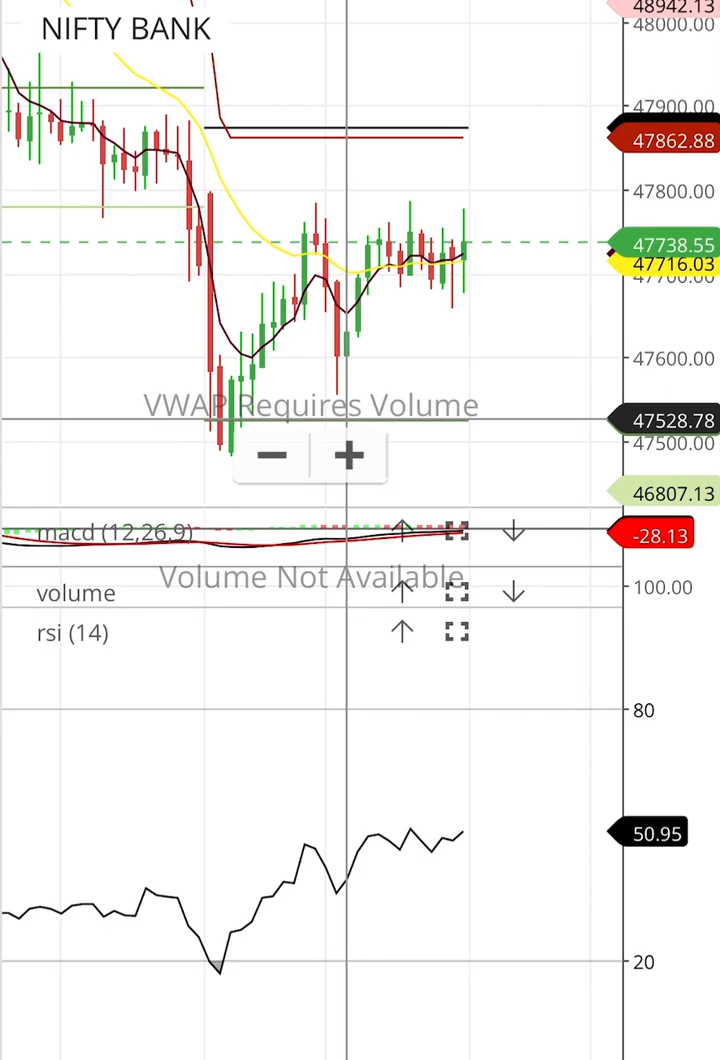 48942.13
48000.00
NIFTY BANK
47900.00
47862.88
47800.00
47738.55
47716.03
47700.00
47600.00
VWAP Requires Volume
47528.78
47500.00
46807.13
macd (12,26,9)
-28.13
Volume Not Available
volume
100.00
rsi (14)
80
50.95
20